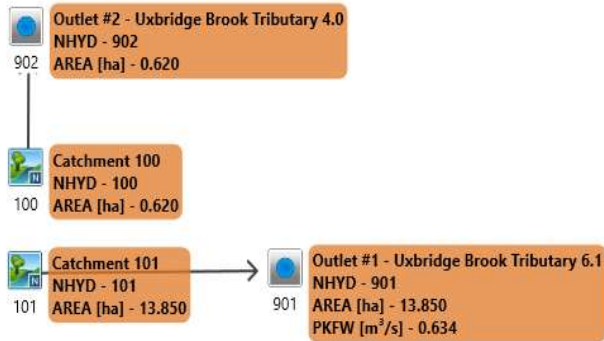 Outlet #2 - Uxbridge Brook Tributary 4.0
NHYD - 902
AREA [ha] - 0.620
902
Catchment 100
NHYD - 100
AREA [ha] - 0.620
N
100
Catchment 101
NHYD - 101
AREA [ha] - 13.850
N
101
Outlet #1 - Uxbridge Brook Tributary 6.1
NHYD - 901
AREA [ha] - 13.850
PKFW [m³/s] - 0.634
901